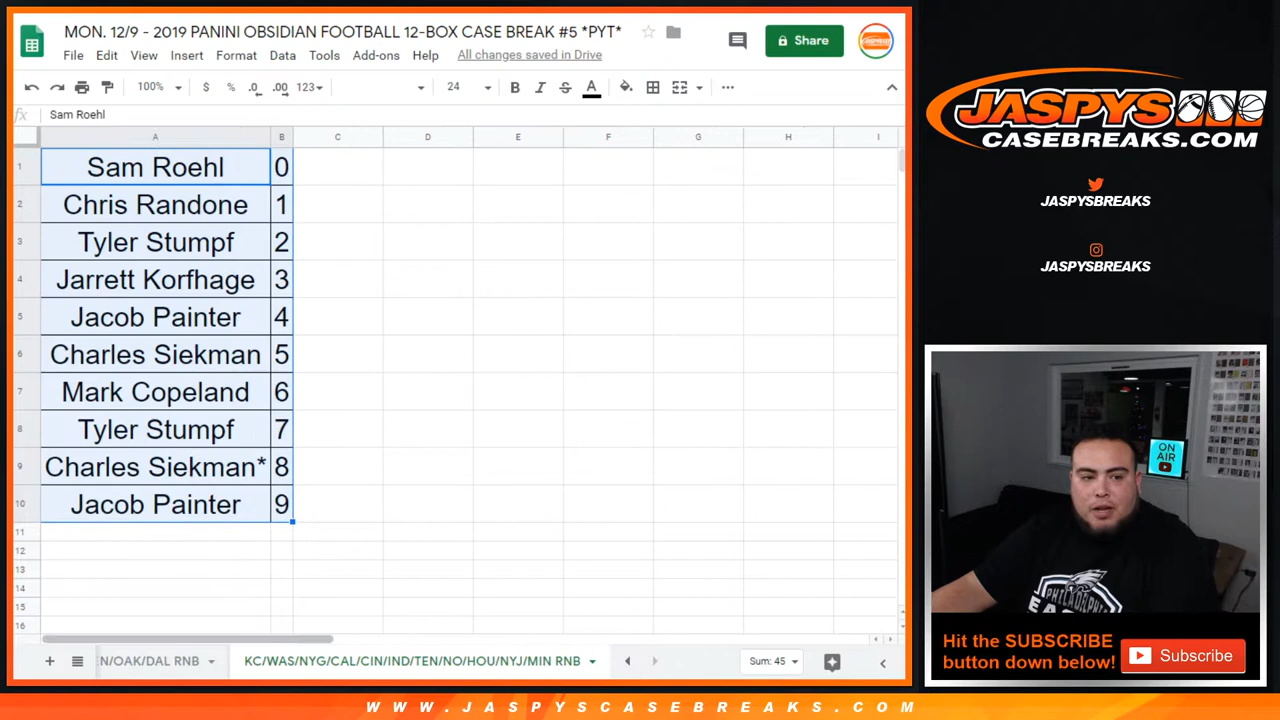 MON. 12/9 - 2019 PANINI OBSIDIAN FOOTBALL 12-BOX CASE BREAK #5 *PYT*
File Edit View Insert Format Data Tools Add-ons Help All changes saved in Drive
Share
100% $ % .0 .00 123 24 B I S A
fx Sam Roehl
A B C D E F G H I
1 Sam Roehl 0
2 Chris Randone 1
3 Tyler Stumpf 2
4 Jarrett Korfhage 3
5 Jacob Painter 4
6 Charles Siekman 5
7 Mark Copeland 6
8 Tyler Stumpf 7
9 Charles Siekman* 8
10 Jacob Painter 9
11
12
13
14
15
16
EN/OAK/DAL RNB KC/WAS/NYG/CAL/CIN/IND/TEN/NO/HOU/NYJ/MIN RNB Sum: 45
JASPYS
CASEBREAKS.COM
JASPYSBREAKS
JASPYSBREAKS
ON
AIR
PHILADELPHIA
Hit the SUBSCRIBE
button down below!
Subscribe
WWW.JASPYSCASEBREAKS.COM